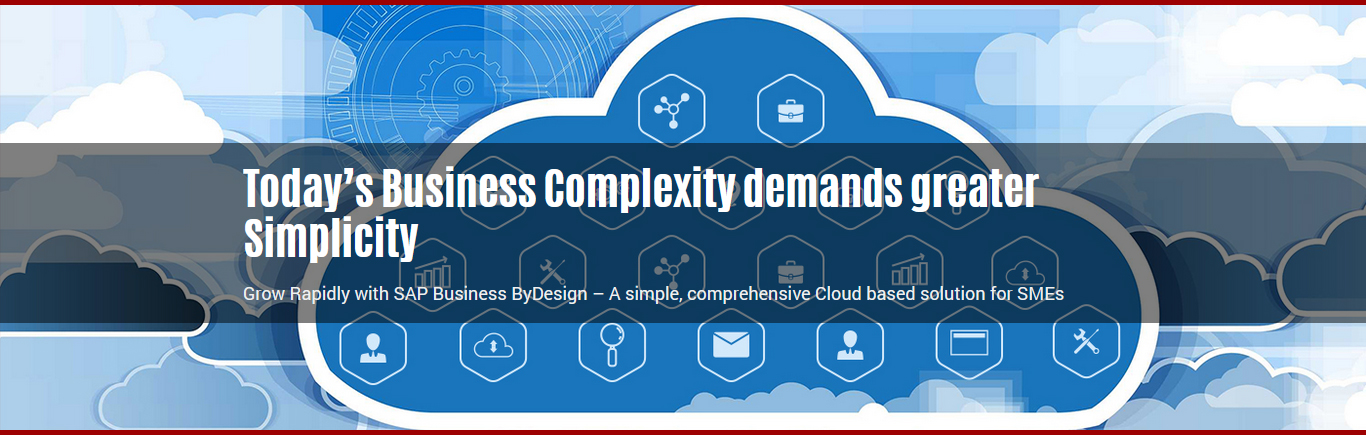 Today’s Business Complexity demands greater
Simplicity
Grow Rapidly with SAP Business ByDesign – A simple, comprehensive Cloud based solution for SMEs